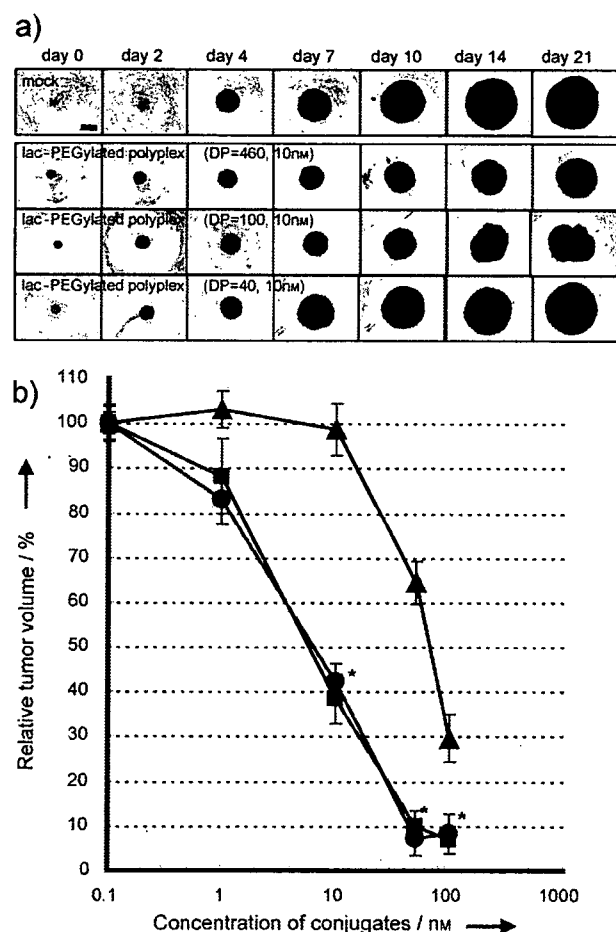 a)
day 0 day 2 day 4 day 7 day 10 day 14 day 21
mock
lac-PEGylated polyplex (DP=460, 10nM)
lac-PEGylated polyplex (DP=100, 10nM)
lac-PEGylated polyplex (DP=40, 10nM)
b)
110
100
90
80
70
60
50
40
30
20
10
0
Relative tumor volume / %
*
*
*
0.1 1 10 100 1000
Concentration of conjugates / nM